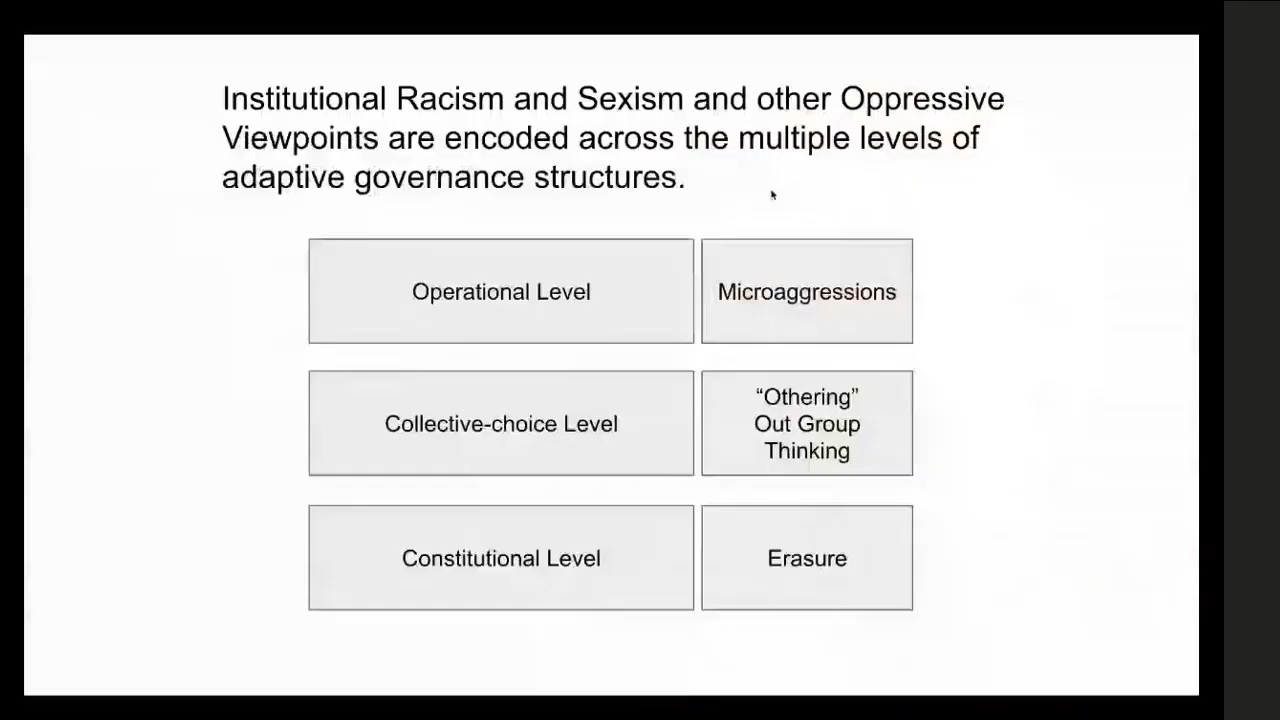 Institutional Racism and Sexism and other Oppressive
Viewpoints are encoded across the multiple levels of
adaptive governance structures.
Operational Level
Microaggressions
Collective-choice Level
“Othering”
Out Group
Thinking
Constitutional Level
Erasure